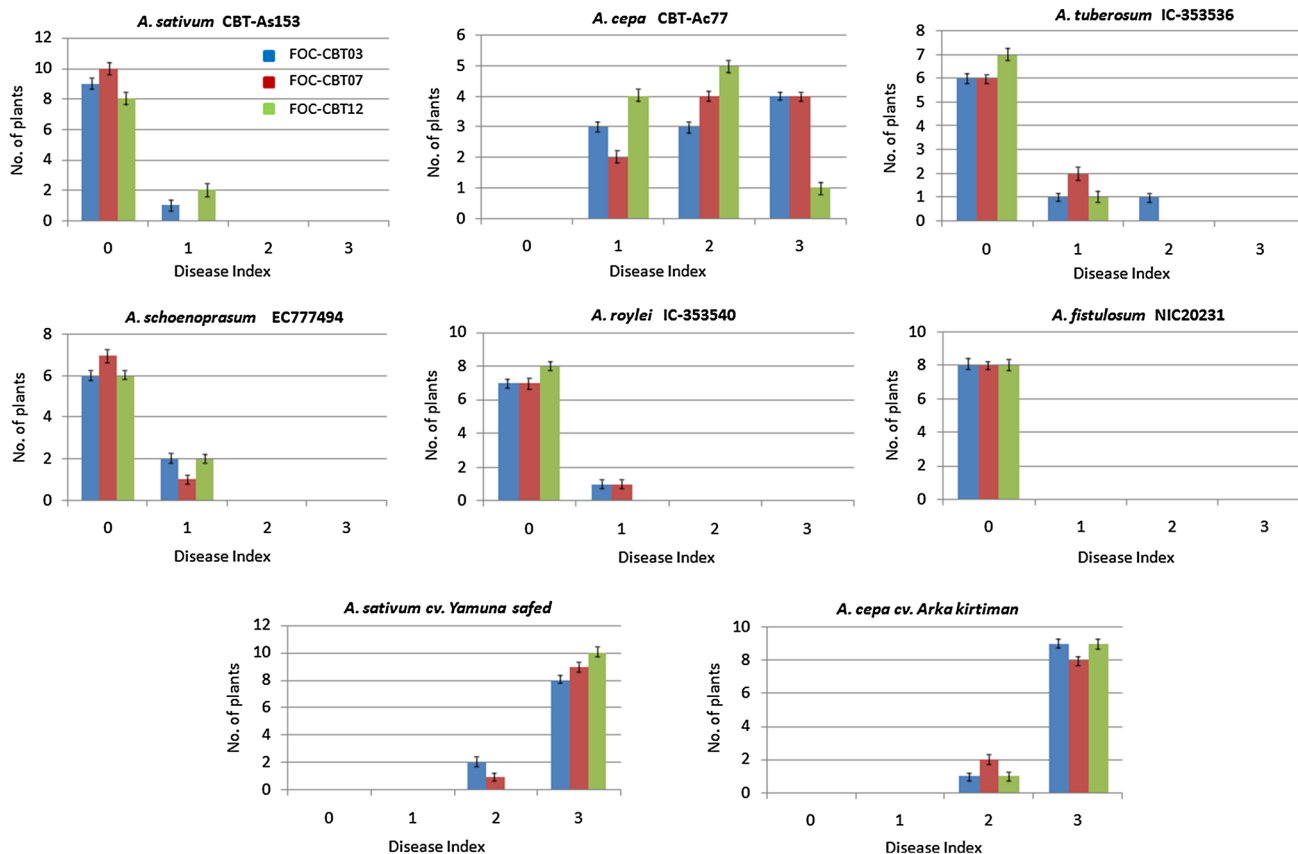 A. sativum CBT-As153
No. of plants
12
10
8
6
4
2
0
FOC-CBT03
FOC-CBT07
FOC-CBT12
0 1 2 3
Disease Index
A. cepa CBT-Ac77
No. of plants
6
5
4
3
2
1
0
0 1 2 3
Disease Index
A. tuberosum IC-353536
No. of plants
8
7
6
5
4
3
2
1
0
0 1 2 3
Disease Index
A. schoenoprasum EC777494
No. of plants
8
6
4
2
0
0 1 2 3
Disease Index
A. roylei IC-353540
No. of plants
10
8
6
4
2
0
0 1 2 3
Disease Index
A. fistulosum NIC20231
No. of plants
10
8
6
4
2
0
0 1 2 3
Disease Index
A. sativum cv. Yamuna safed
No. of plants
12
10
8
6
4
2
0
0 1 2 3
Disease Index
A. cepa cv. Arka kirtiman
No. of plants
10
8
6
4
2
0
0 1 2 3
Disease Index